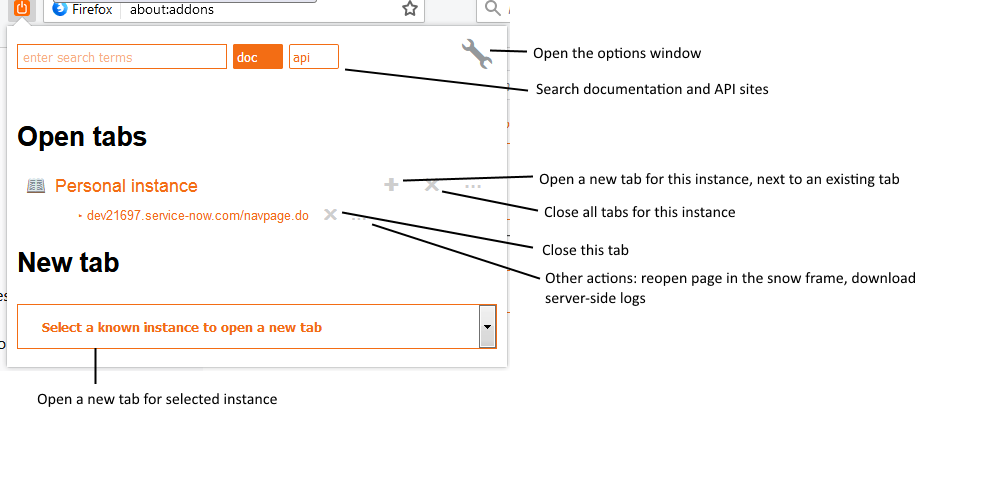 Firefox about:addons
Open the options window
enter search terms doc api
Search documentation and API sites
Open tabs
Personal instance
Open a new tab for this instance, next to an existing tab
Close all tabs for this instance
dev21697.service-now.com/navpage.do
Close this tab
New tab
Other actions: reopen page in the snow frame, download
server-side logs
Select a known instance to open a new tab
Open a new tab for selected instance